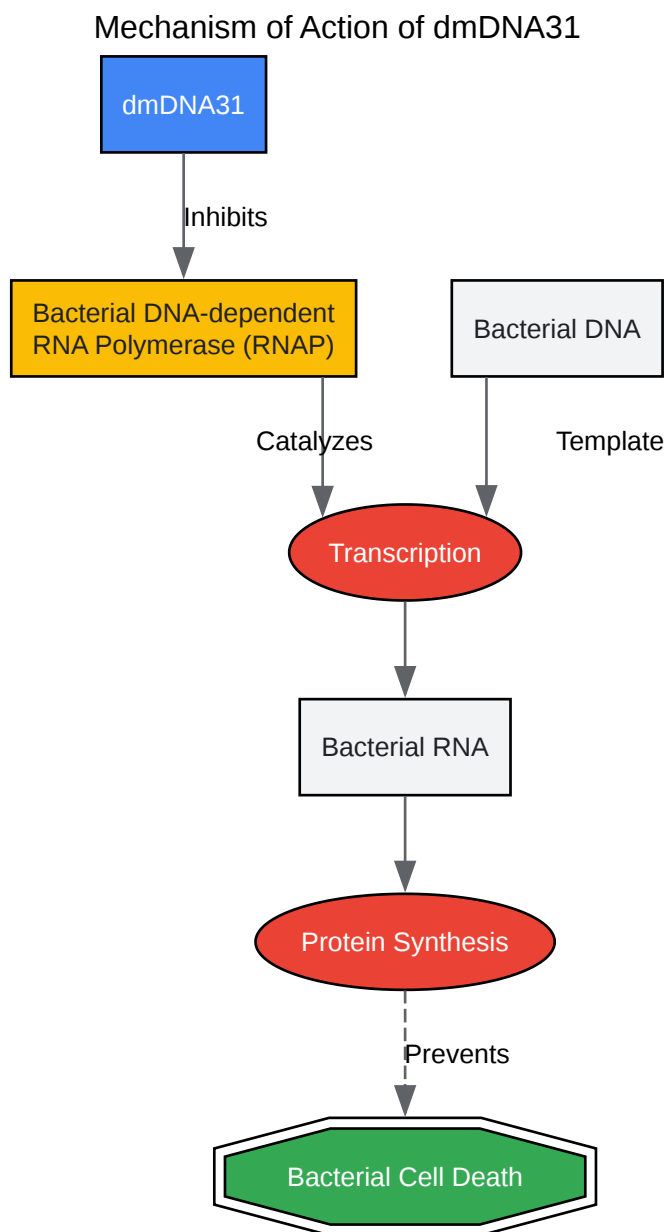 Mechanism of Action of dmDNA31
dmDNA31
Inhibits
Bacterial DNA-dependent
RNA Polymerase (RNAP)
Bacterial DNA
Catalyzes
Template
Transcription
Bacterial RNA
Protein Synthesis
Prevents
Bacterial Cell Death